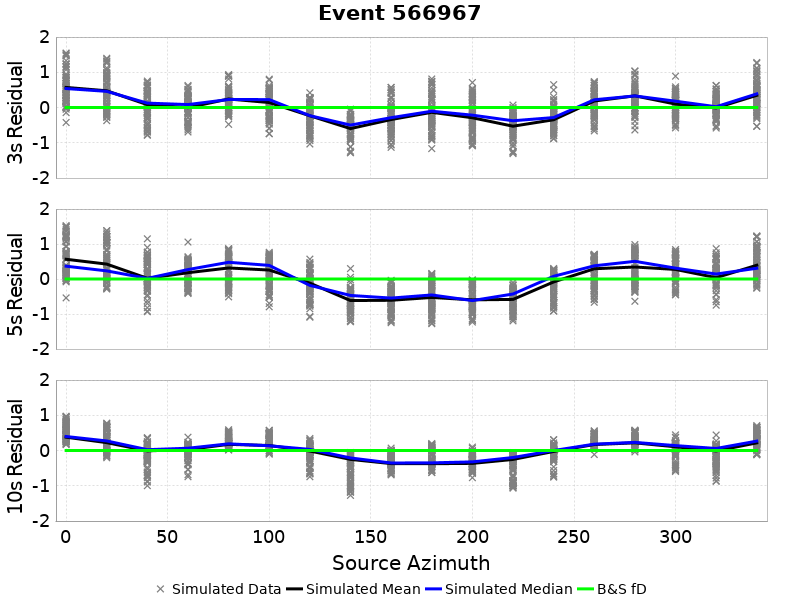 Event 566967
2
1
0
-1
-2
3s Residual
2
1
0
-1
-2
5s Residual
2
1
0
-1
-2
10s Residual
0 50 100 150 200 250 300
Source Azimuth
Simulated Data Simulated Mean Simulated Median B&S fD